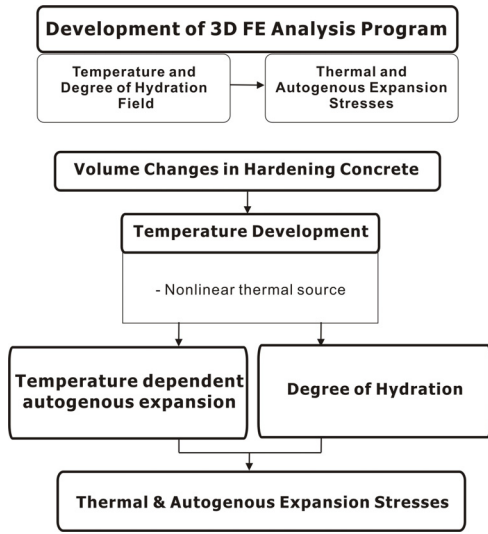 Development of 3D FE Analysis Program
Temperature and
Degree of Hydration
Field
Thermal and
Autogenous Expansion
Stresses
Volume Changes in Hardening Concrete
Temperature Development
- Nonlinear thermal source
Temperature dependent
autogenous expansion
Degree of Hydration
Thermal & Autogenous Expansion Stresses